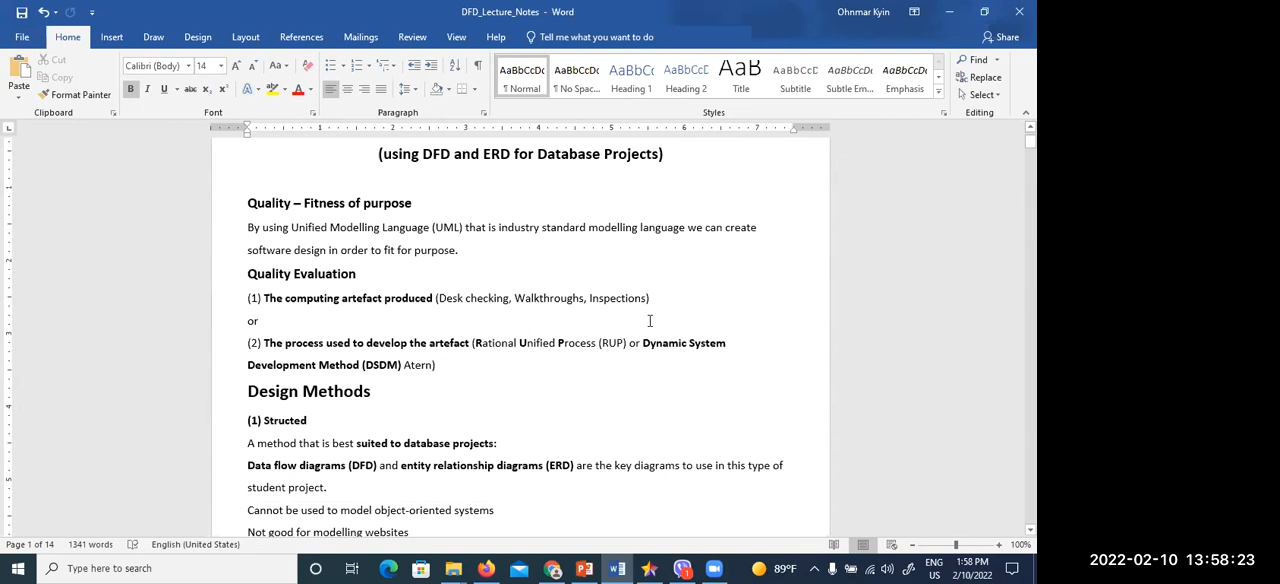 DFD_Lecture_Notes - Word
Ohnmar Kyin
File Home Insert Draw Design Layout References Mailings Review View Help Tell me what you want to do Share
Paste Cut Copy Format Painter
Calibri (Body) 14
AaBbCcDc AaBbCcDc AaBbCc AaBbCcD AaB AaBbCcD AaBbCcDc AaBbCcDc
¶ Normal ¶ No Spac... Heading 1 Heading 2 Title Subtitle Subtle Em... Emphasis
Find Replace Select
Clipboard Font Paragraph Styles Editing
1 2 3 4 5 6 7
(using DFD and ERD for Database Projects)
Quality – Fitness of purpose
By using Unified Modelling Language (UML) that is industry standard modelling language we can create
software design in order to fit for purpose.
Quality Evaluation
(1) The computing artefact produced (Desk checking, Walkthroughs, Inspections)
or
(2) The process used to develop the artefact (Rational Unified Process (RUP) or Dynamic System
Development Method (DSDM) Atern)
Design Methods
(1) Structed
A method that is best suited to database projects:
Data flow diagrams (DFD) and entity relationship diagrams (ERD) are the key diagrams to use in this type of
student project.
Cannot be used to model object-oriented systems
Not good for modelling websites
Page 1 of 14 1341 words English (United States) 100%
Type here to search
89°F ENG US 1:58 PM 2/10/2022
2022-02-10 13:58:23